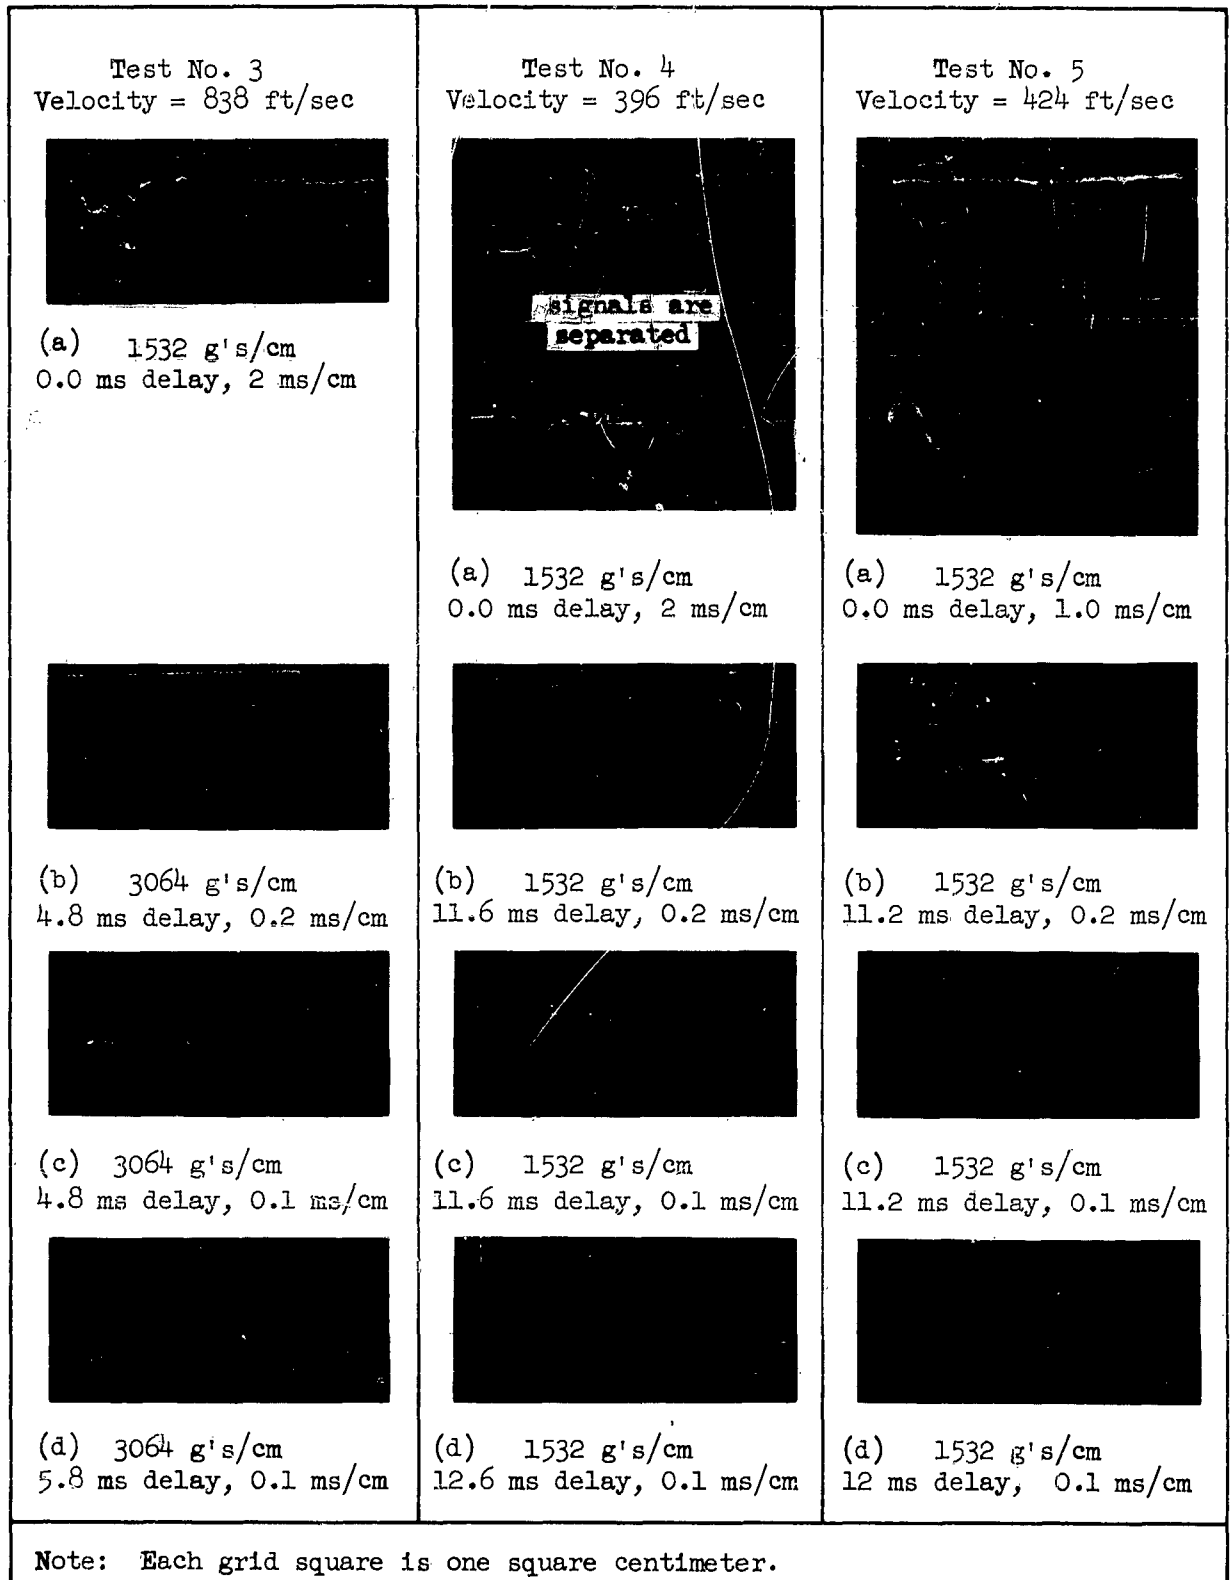 Test No. 3
Velocity = 838 ft/sec
(a) 1532 g's/cm
0.0 ms delay, 2 ms/cm
(b) 3064 g's/cm
4.8 ms delay, 0.2 ms/cm
(c) 3064 g's/cm
4.8 ms delay, 0.1 ms/cm
(d) 3064 g's/cm
5.8 ms delay, 0.1 ms/cm
Test No. 4
Velocity = 396 ft/sec
signals are
separated
(a) 1532 g's/cm
0.0 ms delay, 2 ms/cm
(b) 1532 g's/cm
11.6 ms delay, 0.2 ms/cm
(c) 1532 g's/cm
11.6 ms delay, 0.1 ms/cm
(d) 1532 g's/cm
12.6 ms delay, 0.1 ms/cm
Test No. 5
Velocity = 424 ft/sec
(a) 1532 g's/cm
0.0 ms delay, 1.0 ms/cm
(b) 1532 g's/cm
11.2 ms delay, 0.2 ms/cm
(c) 1532 g's/cm
11.2 ms delay, 0.1 ms/cm
(d) 1532 g's/cm
12 ms delay, 0.1 ms/cm
Note: Each grid square is one square centimeter.